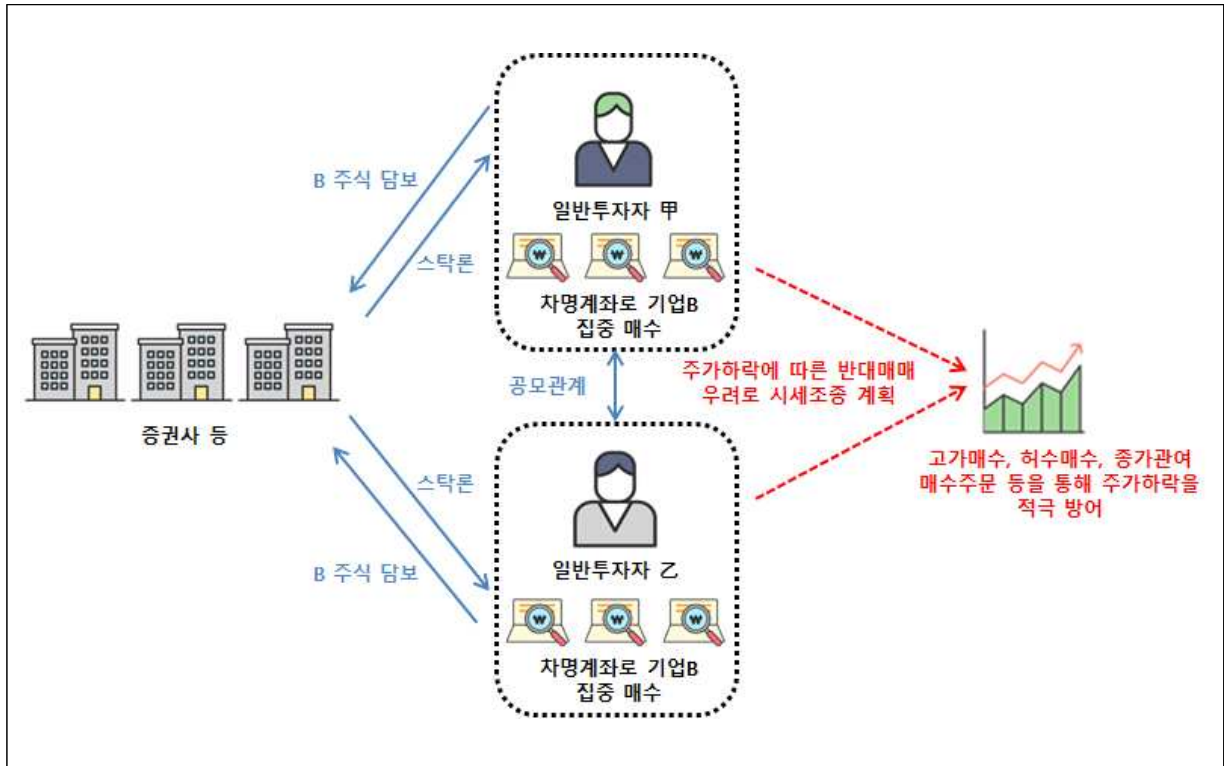 B 주식 담보
스탁론
일반투자자 甲
₩ ₩ ₩
차명계좌로 기업B
집중 매수
증권사 등
공모관계
주가하락에 따른 반대매매
우려로 시세조종 계획
고가매수, 허수매수, 종가관여
매수주문 등을 통해 주가하락을
적극 방어
스탁론
B 주식 담보
일반투자자 乙
₩ ₩ ₩
차명계좌로 기업B
집중 매수